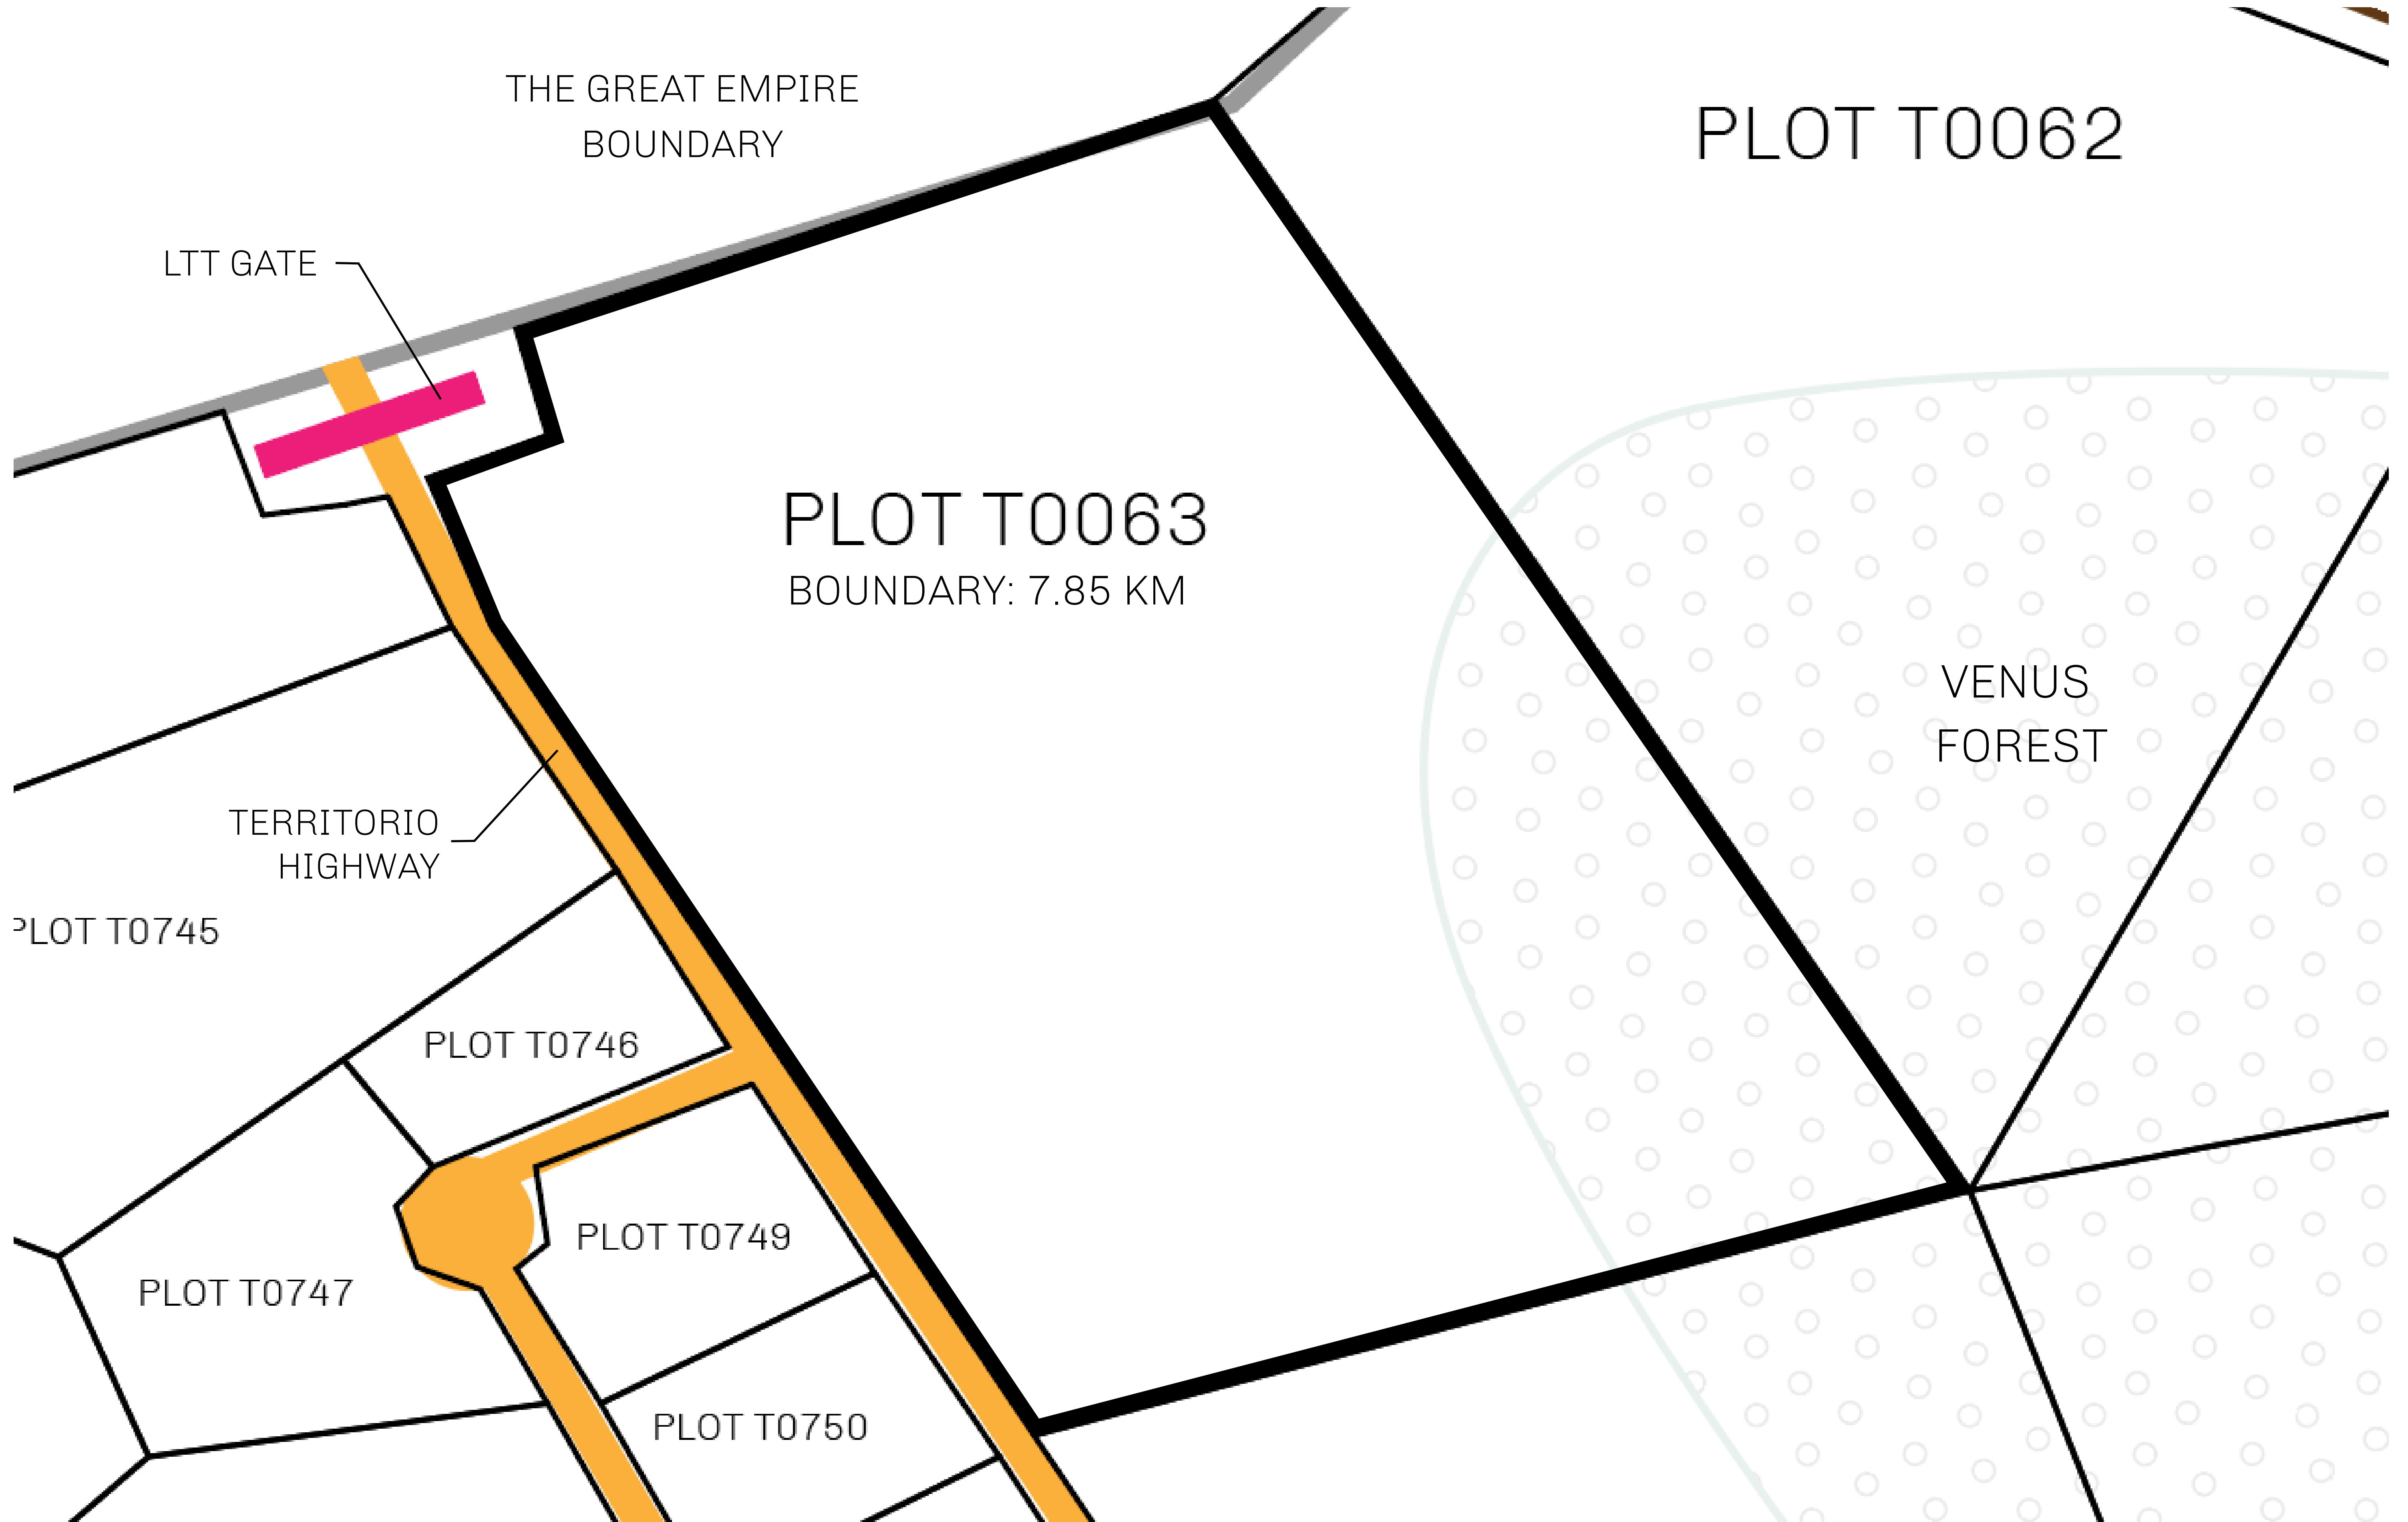 THE GREAT EMPIRE
BOUNDARY
PLOT T0062
LTT GATE
PLOT T0063
BOUNDARY: 7.85 KM
VENUS
FOREST
TERRITORIO
HIGHWAY
PLOT T0745
PLOT T0746
PLOT T0749
PLOT T0747
PLOT T0750